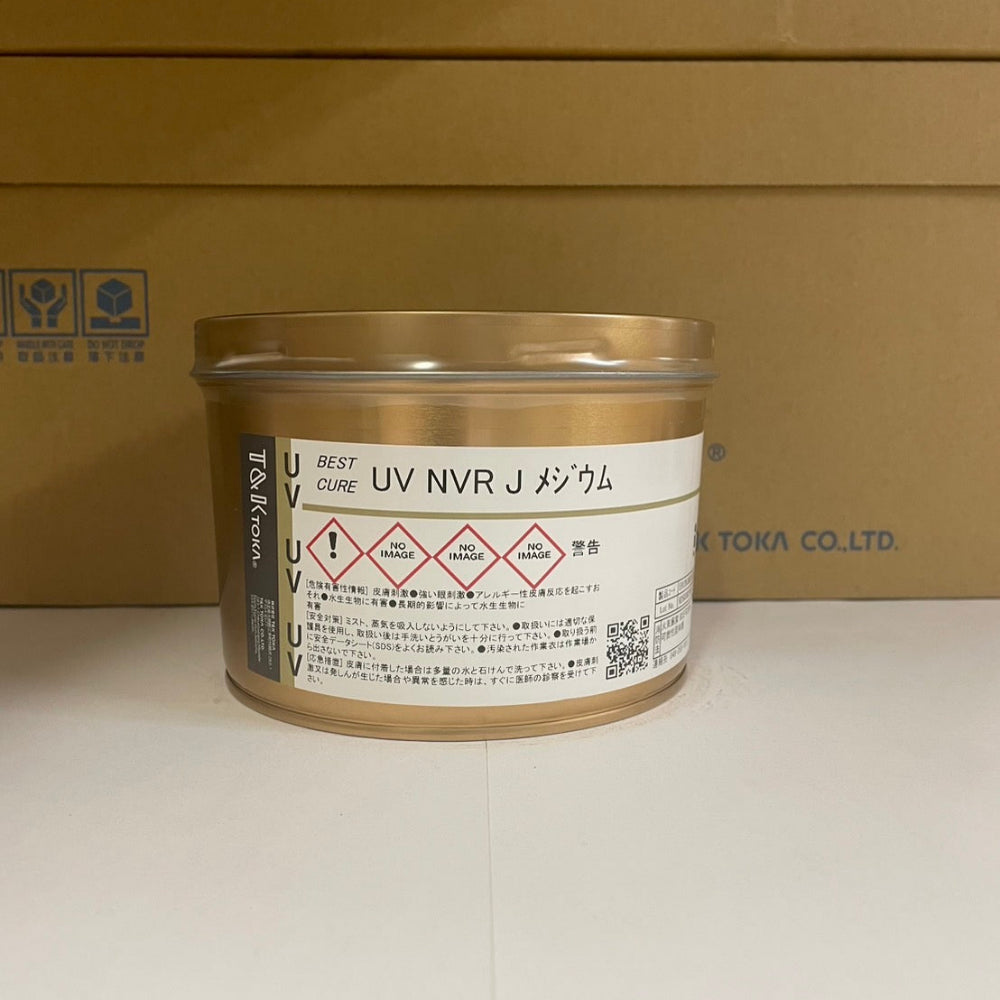 HANDLE WITH CARE
取扱注意
DO NOT DROP
落下注意
®
K TOKA CO.,LTD.
T&K TOKA®
UV UV UV
BEST
CURE
UV NVR J メジウム
!
NO
IMAGE
NO
IMAGE
NO
IMAGE
警告
[危険有害性情報] 皮膚刺激●強い眼刺激●アレルギー性皮膚反応を起こすお
それ●水生生物に有害●長期的影響によって水生生物に
有害
[安全対策] ミスト、蒸気を吸入しないようにして下さい。●取扱いには適切な保
護具を使用し、取扱い後は手洗いとうがいを十分に行って下さい。●取り扱う前
に安全データシート(SDS)をよくお読み下さい。●汚染された作業衣は作業場か
ら出さないで下さい。
[応急措置] 皮膚に付着した場合は多量の水と石けんで洗って下さい。●皮膚刺
激又は発しんが生じた場合や異常を感じた時は、すぐに医師の診察を受けて下
さい。
T&K TOKA CO.,LTD.
Lot No.